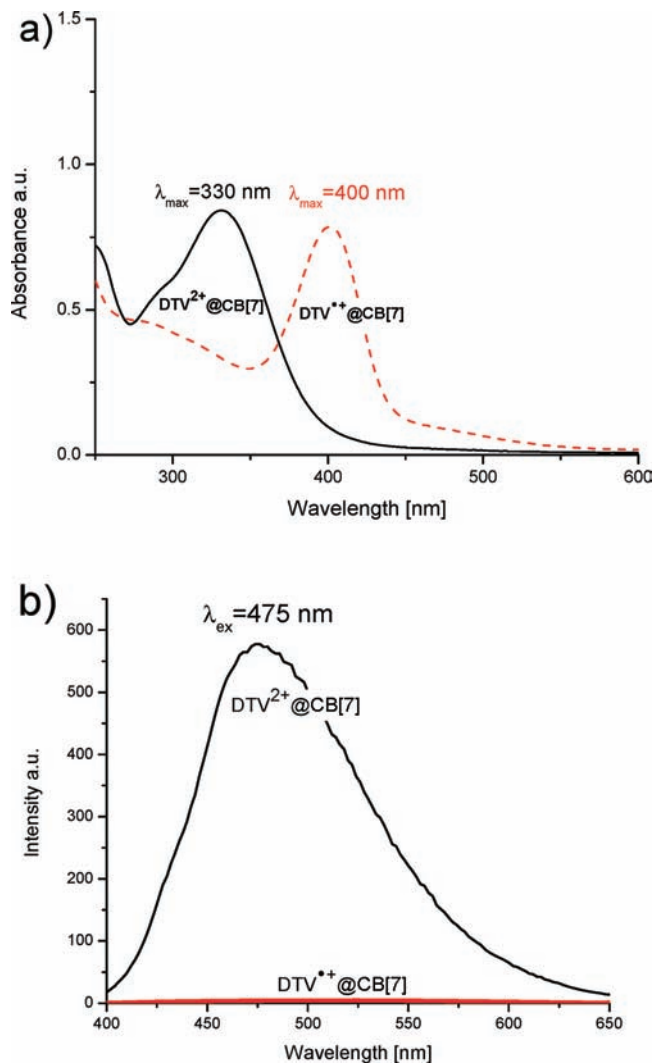 a)
1.5
1.0
0.5
0.0
Absorbance a.u.
λmax=330 nm
λmax=400 nm
DTV2+@CB[7]
DTV•+@CB[7]
300 400 500 600
Wavelength [nm]
b)
λex=475 nm
600
500
400
300
200
100
0
Intensity a.u.
DTV2+@CB[7]
DTV•+@CB[7]
400 450 500 550 600 650
Wavelength [nm]